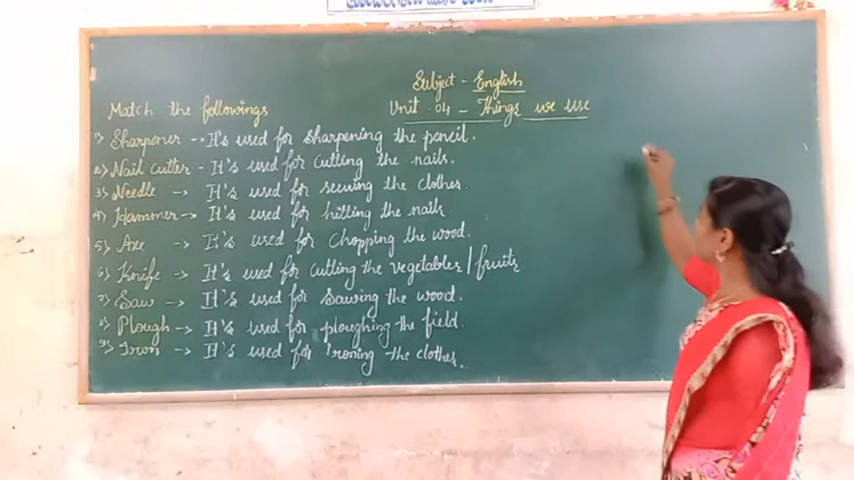 Subject - English
Unit - 04 - Things we use
Match the followings
1) Sharpener → It's used for sharpening the pencil.
2) Nail cutter - It's used for cutting the nails.
3) Needle → It's used for sewing the clothes.
4) Hammer → It's used for hitting the nails.
5) Axe → It's used for chopping the wood.
6) Knife → It's used for cutting the vegetables / fruits
7) Saw → It's used for sawing the wood.
8) Plough → It's used for ploughing the field.
9) Iron → It's used for ironing the clothes.